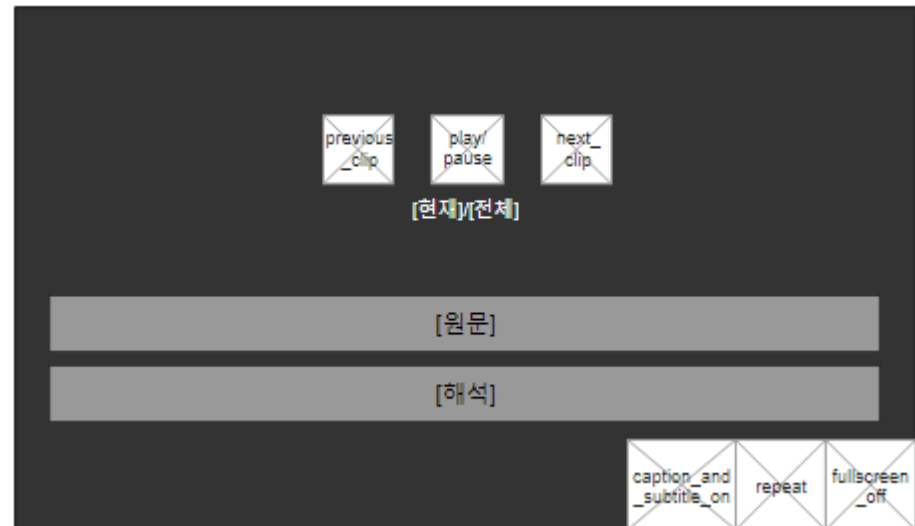 previous
_clip
play/
pause
next_
clip
[현재]/[전체]
[원문]
[해석]
caption_and
_subtitle_on
repeat
fullscreen
_off